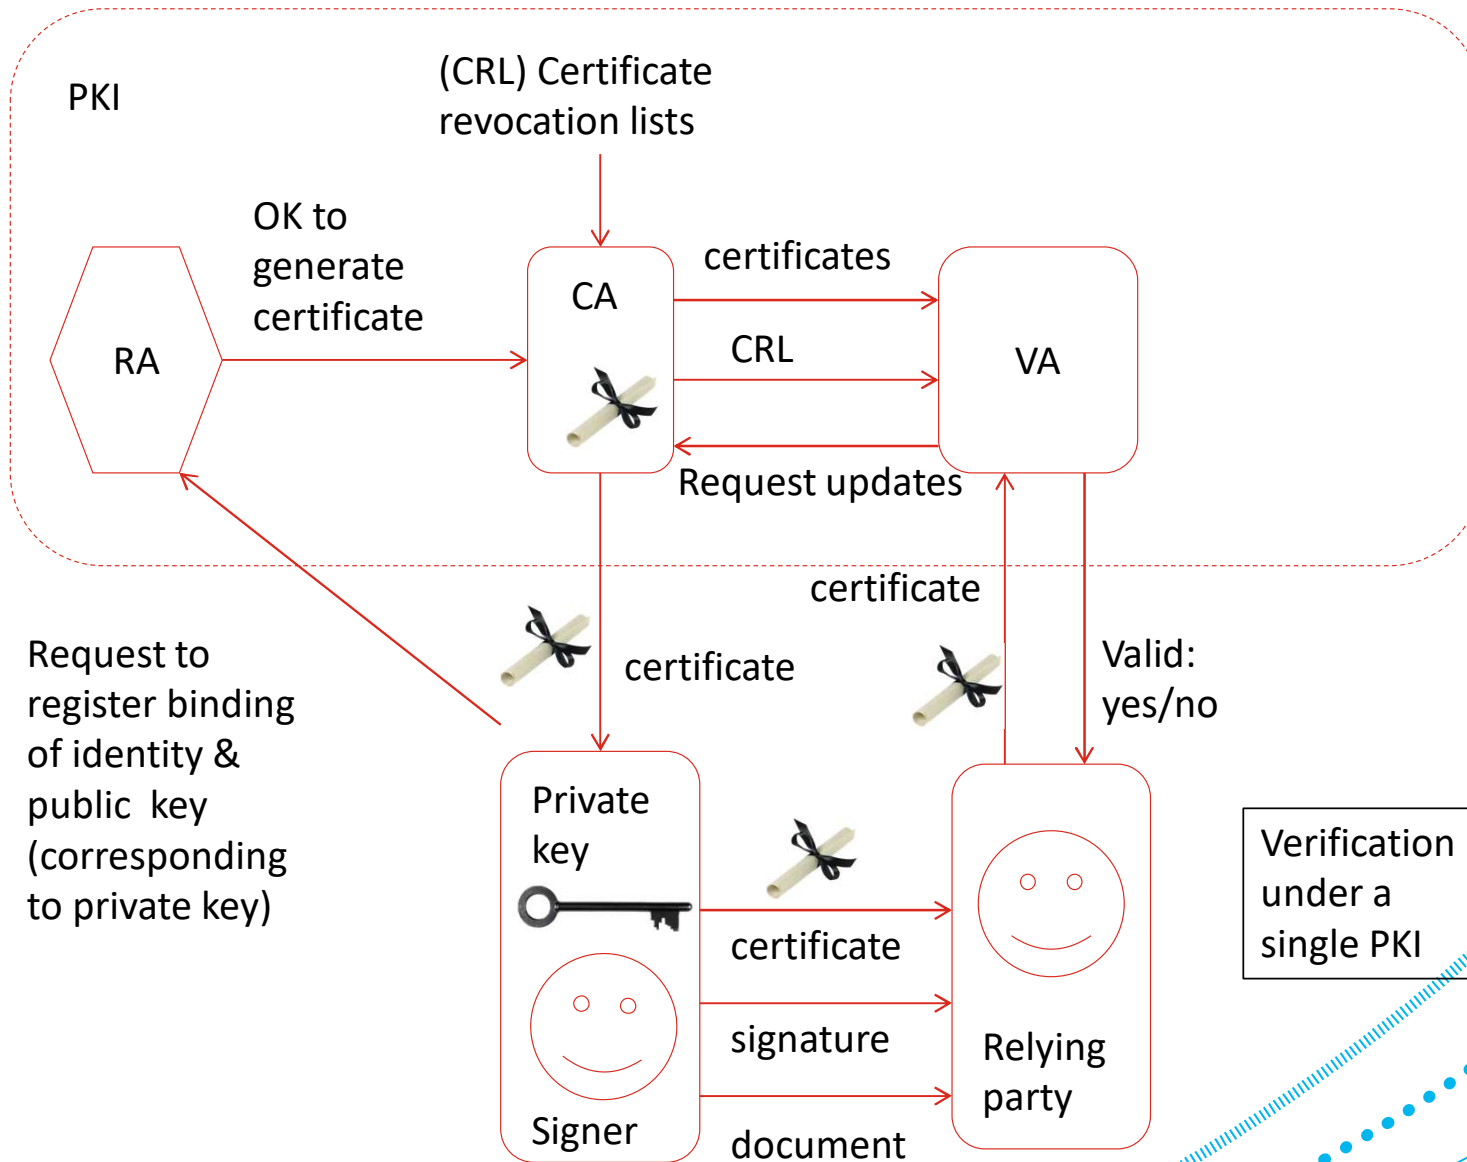 PKI
(CRL) Certificate
revocation lists
OK to
generate
certificate
RA
CA
certificates
CRL
Request updates
VA
certificate
certificate
Valid:
yes/no
Request to
register binding
of identity &
public  key
(corresponding
to private key)
Private
key
Signer
certificate
signature
document
Relying
party
Verification
under a
single PKI